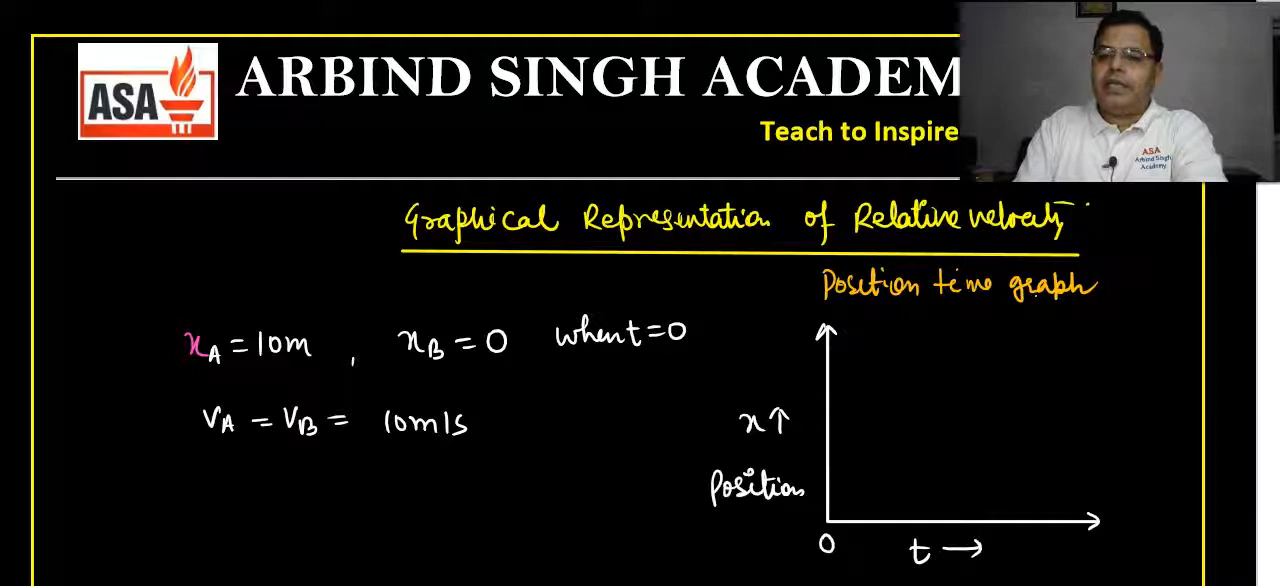 ASA
ARBIND SINGH ACADEM
Teach to Inspire
ASA
Arbind Singh
Academy
Graphical Representation of Relative velocity
Position time graph
xA = 10m , xB = 0 when t=0
VA = VB = 10m/s
x↑
Position
0 t →